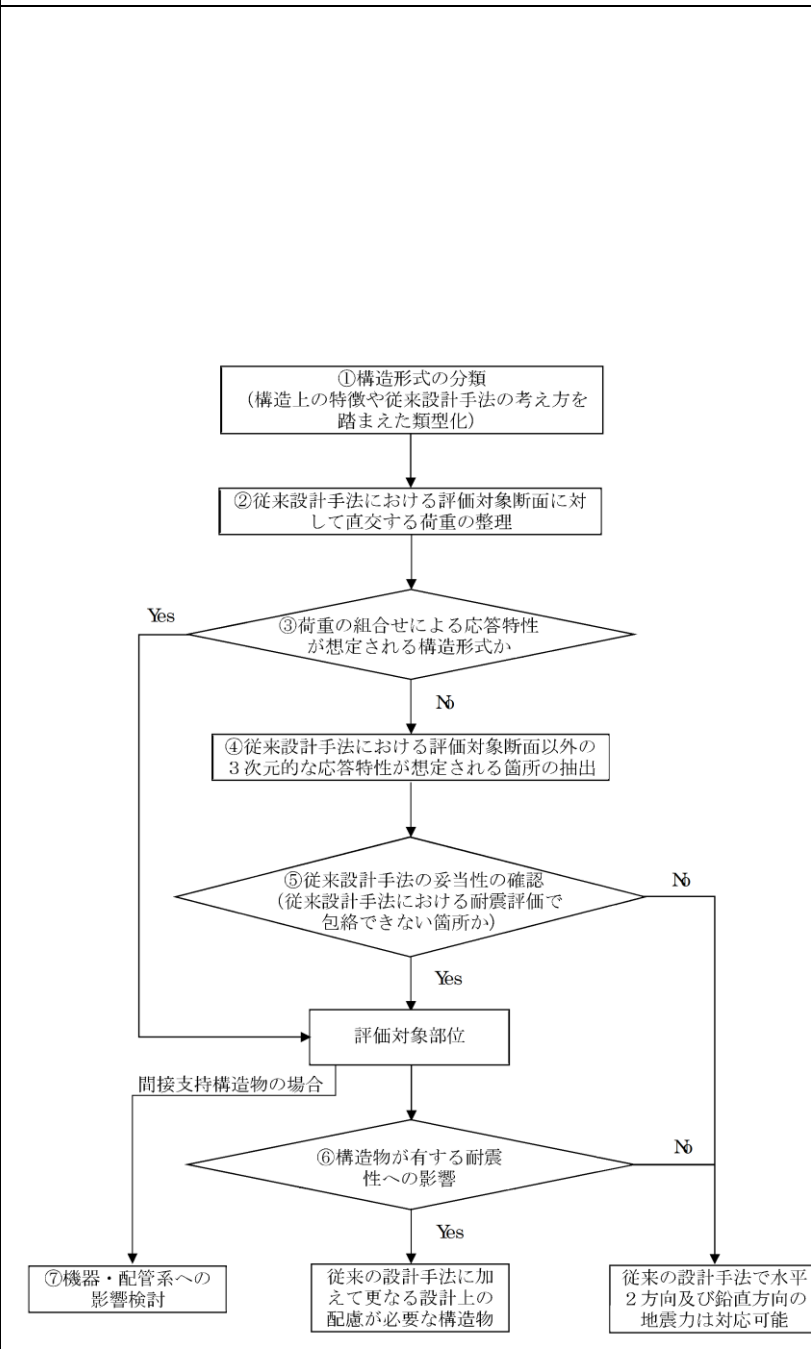 ①構造形式の分類
（構造上の特徴や従来設計手法の考え方を
踏まえた類型化）
②従来設計手法における評価対象断面に対
して直交する荷重の整理
Yes
③荷重の組合せによる応答特性
が想定される構造形式か
No
④従来設計手法における評価対象断面以外の
３次元的な応答特性が想定される箇所の抽出
⑤従来設計手法の妥当性の確認
（従来設計手法における耐震評価で
包絡できない箇所か）
No
Yes
評価対象部位
間接支持構造物の場合
⑥構造物が有する耐震
性への影響
No
Yes
⑦機器・配管系への
影響検討
従来の設計手法に加
えて更なる設計上の
配慮が必要な構造物
従来の設計手法で水平
２方向及び鉛直方向の
地震力は対応可能